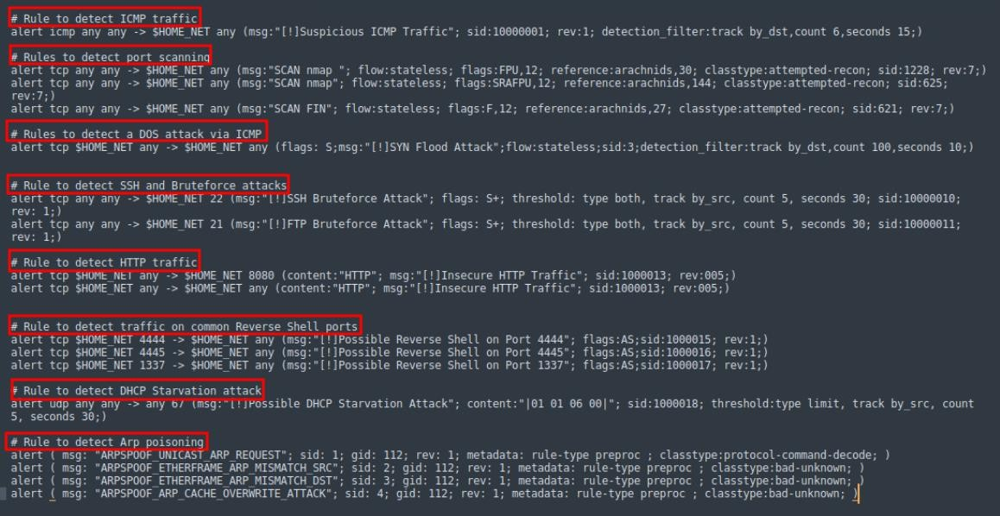 # Rule to detect ICMP traffic
alert icmp any any -> $HOME_NET any (msg:"[!]Suspicious ICMP Traffic"; sid:10000001; rev:1; detection_filter:track by_dst,count 6,seconds 15;)
# Rules to detect port scanning
alert tcp any any -> $HOME_NET any (msg:"SCAN nmap "; flow:stateless; flags:FPU,12; reference:arachnids,30; classtype:attempted-recon; sid:1228; rev:7;)
alert tcp any any -> $HOME_NET any (msg:"SCAN nmap"; flow:stateless; flags:SRAFPU,12; reference:arachnids,144; classtype:attempted-recon; sid:625;
rev:7;)
alert tcp any any -> $HOME_NET any (msg:"SCAN FIN"; flow:stateless; flags:F,12; reference:arachnids,27; classtype:attempted-recon; sid:621; rev:7;)
# Rules to detect a DOS attack via ICMP
alert tcp $HOME_NET any -> $HOME_NET any (flags: S;msg:"[!]SYN Flood Attack";flow:stateless;sid:3;detection_filter:track by_dst,count 100,seconds 10;)
# Rule to detect SSH and Bruteforce attacks
alert tcp any any -> $HOME_NET 22 (msg:"[!]SSH Bruteforce Attack"; flags: S+; threshold: type both, track by_src, count 5, seconds 30; sid:10000010;
rev: 1;)
alert tcp any any -> $HOME_NET 21 (msg:"[!]FTP Bruteforce Attack"; flags: S+; threshold: type both, track by_src, count 5, seconds 30; sid:10000011;
rev: 1;)
# Rule to detect HTTP traffic
alert tcp $HOME_NET any -> $HOME_NET 8080 (content:"HTTP"; msg:"[!]Insecure HTTP Traffic"; sid:1000013; rev:005;)
alert tcp $HOME_NET any -> $HOME_NET any (content:"HTTP"; msg:"[!]Insecure HTTP Traffic"; sid:1000013; rev:005;)
# Rule to detect traffic on common Reverse Shell ports
alert tcp $HOME_NET 4444 -> $HOME_NET any (msg:"[!]Possible Reverse Shell on Port 4444"; flags:AS;sid:1000015; rev:1;)
alert tcp $HOME_NET 4445 -> $HOME_NET any (msg:"[!]Possible Reverse Shell on Port 4445"; flags:AS;sid:1000016; rev:1;)
alert tcp $HOME_NET 1337 -> $HOME_NET any (msg:"[!]Possible Reverse Shell on Port 1337"; flags:AS;sid:1000017; rev:1;)
# Rule to detect DHCP Starvation attack
alert udp any any -> any 67 (msg:"[!]Possible DHCP Starvation Attack"; content:"|01 01 06 00|"; sid:1000018; threshold:type limit, track by_src, count
5, seconds 30;)
# Rule to detect Arp poisoning
alert ( msg: "ARPSPOOF_UNICAST_ARP_REQUEST"; sid: 1; gid: 112; rev: 1; metadata: rule-type preproc ; classtype:protocol-command-decode; )
alert ( msg: "ARPSPOOF_ETHERFRAME_ARP_MISMATCH_SRC"; sid: 2; gid: 112; rev: 1; metadata: rule-type preproc ; classtype:bad-unknown; )
alert ( msg: "ARPSPOOF_ETHERFRAME_ARP_MISMATCH_DST"; sid: 3; gid: 112; rev: 1; metadata: rule-type preproc ; classtype:bad-unknown; )
alert ( msg: "ARPSPOOF_ARP_CACHE_OVERWRITE_ATTACK"; sid: 4; gid: 112; rev: 1; metadata: rule-type preproc ; classtype:bad-unknown; )